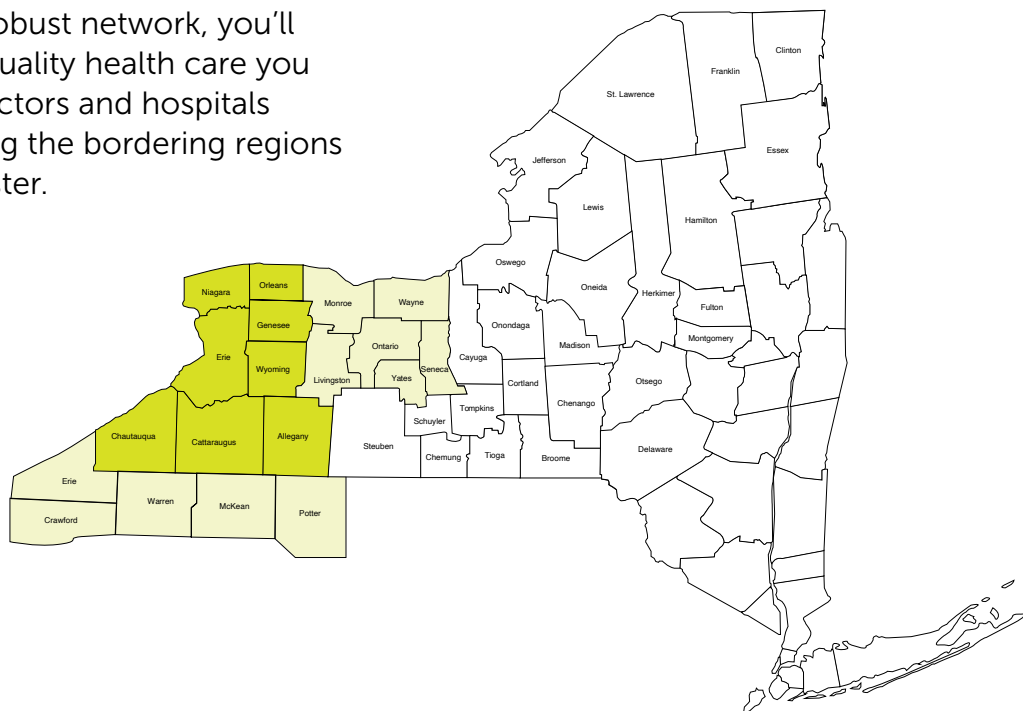 obust network, you’ll
uality health care you
ctors and hospitals
g the bordering regions
ster.
Clinton
Franklin
St. Lawrence
Essex
Jefferson
Lewis
Hamilton
Oswego
Oneida
Herkimer
Fulton
Montgomery
Niagara
Orleans
Monroe
Wayne
Genesee
Onondaga
Madison
Erie
Ontario
Cayuga
Wyoming
Livingston
Yates
Seneca
Cortland
Otsego
Chenango
Tompkins
Schuyler
Chautauqua
Cattaraugus
Allegany
Steuben
Chemung
Tioga
Broome
Delaware
Erie
Warren
McKean
Potter
Crawford